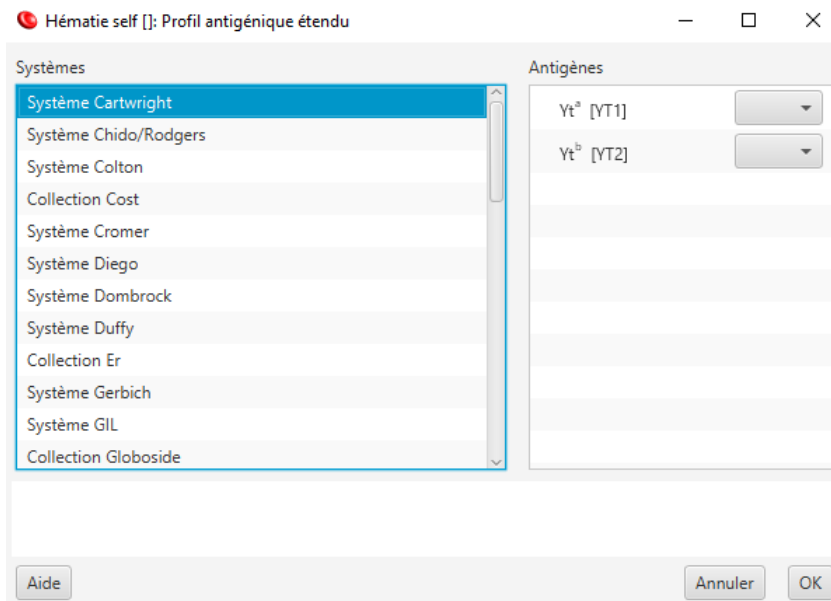 Hématie self []: Profil antigénique étendu
Systèmes
Système Cartwright
Système Chido/Rodgers
Système Colton
Collection Cost
Système Cromer
Système Diego
Système Dombrock
Système Duffy
Collection Er
Système Gerbich
Système GIL
Collection Globoside
Antigènes
Ytᵃ [YT1]
Ytᵇ [YT2]
Aide
Annuler
OK